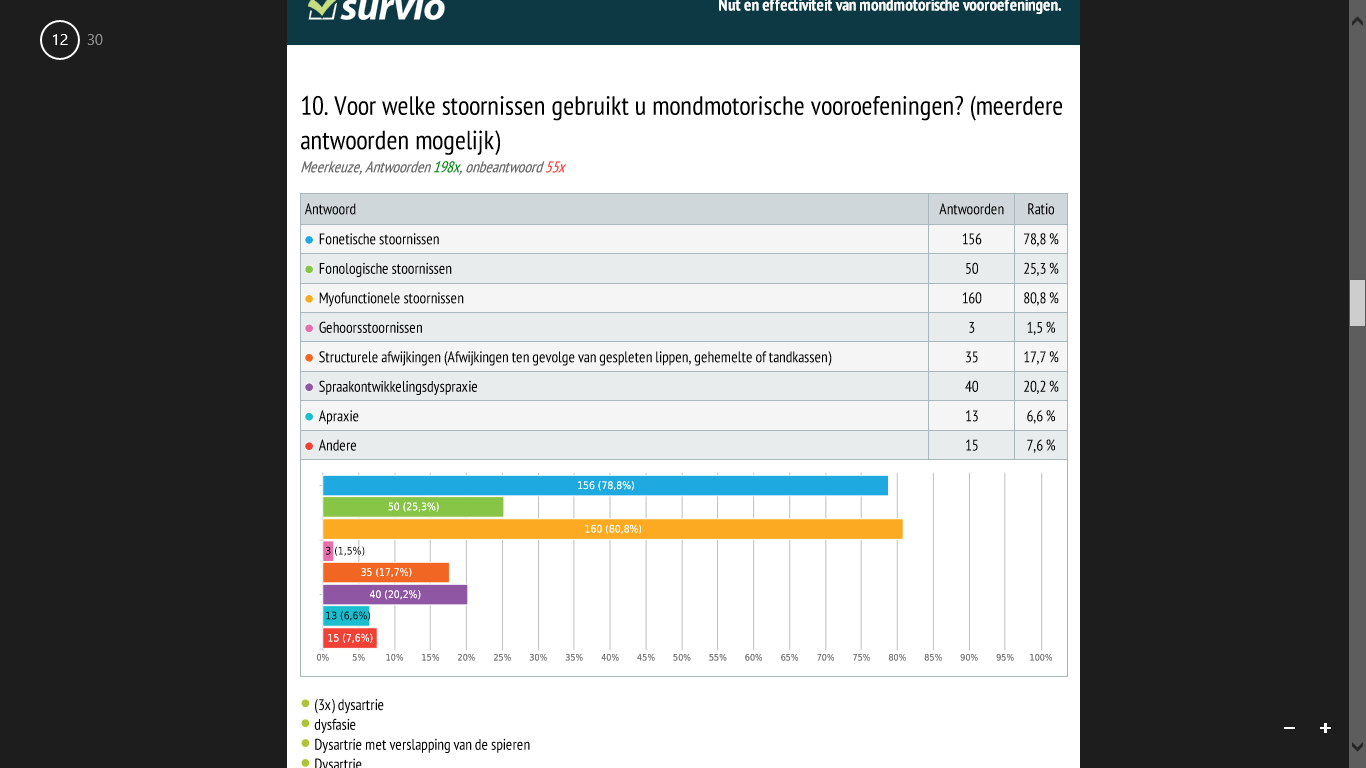 survio
Nut en effectiviteit van mondmotorische vooroefeningen.
12 30
10. Voor welke stoornissen gebruikt u mondmotorische vooroefeningen? (meerdere
antwoorden mogelijk)
Meerkeuze, Antwoorden 198x, onbeantwoord 55x
Antwoord Antwoorden Ratio
Fonetische stoornissen 156 78,8 %
Fonologische stoornissen 50 25,3 %
Myofunctionele stoornissen 160 80,8 %
Gehoorsstoornissen 3 1,5 %
Structurele afwijkingen (Afwijkingen ten gevolge van gespleten lippen, gehemelte of tandkassen) 35 17,7 %
Spraakontwikkelingsdyspraxie 40 20,2 %
Apraxie 13 6,6 %
Andere 15 7,6 %
156 (78,8%)
50 (25,3%)
160 (80,8%)
3 (1,5%)
35 (17,7%)
40 (20,2%)
13 (6,6%)
15 (7,6%)
0% 5% 10% 15% 20% 25% 30% 35% 40% 45% 50% 55% 60% 65% 70% 75% 80% 85% 90% 95% 100%
(3x) dysartrie
dysfasie
Dysartrie met verslapping van de spieren
Dysartrie